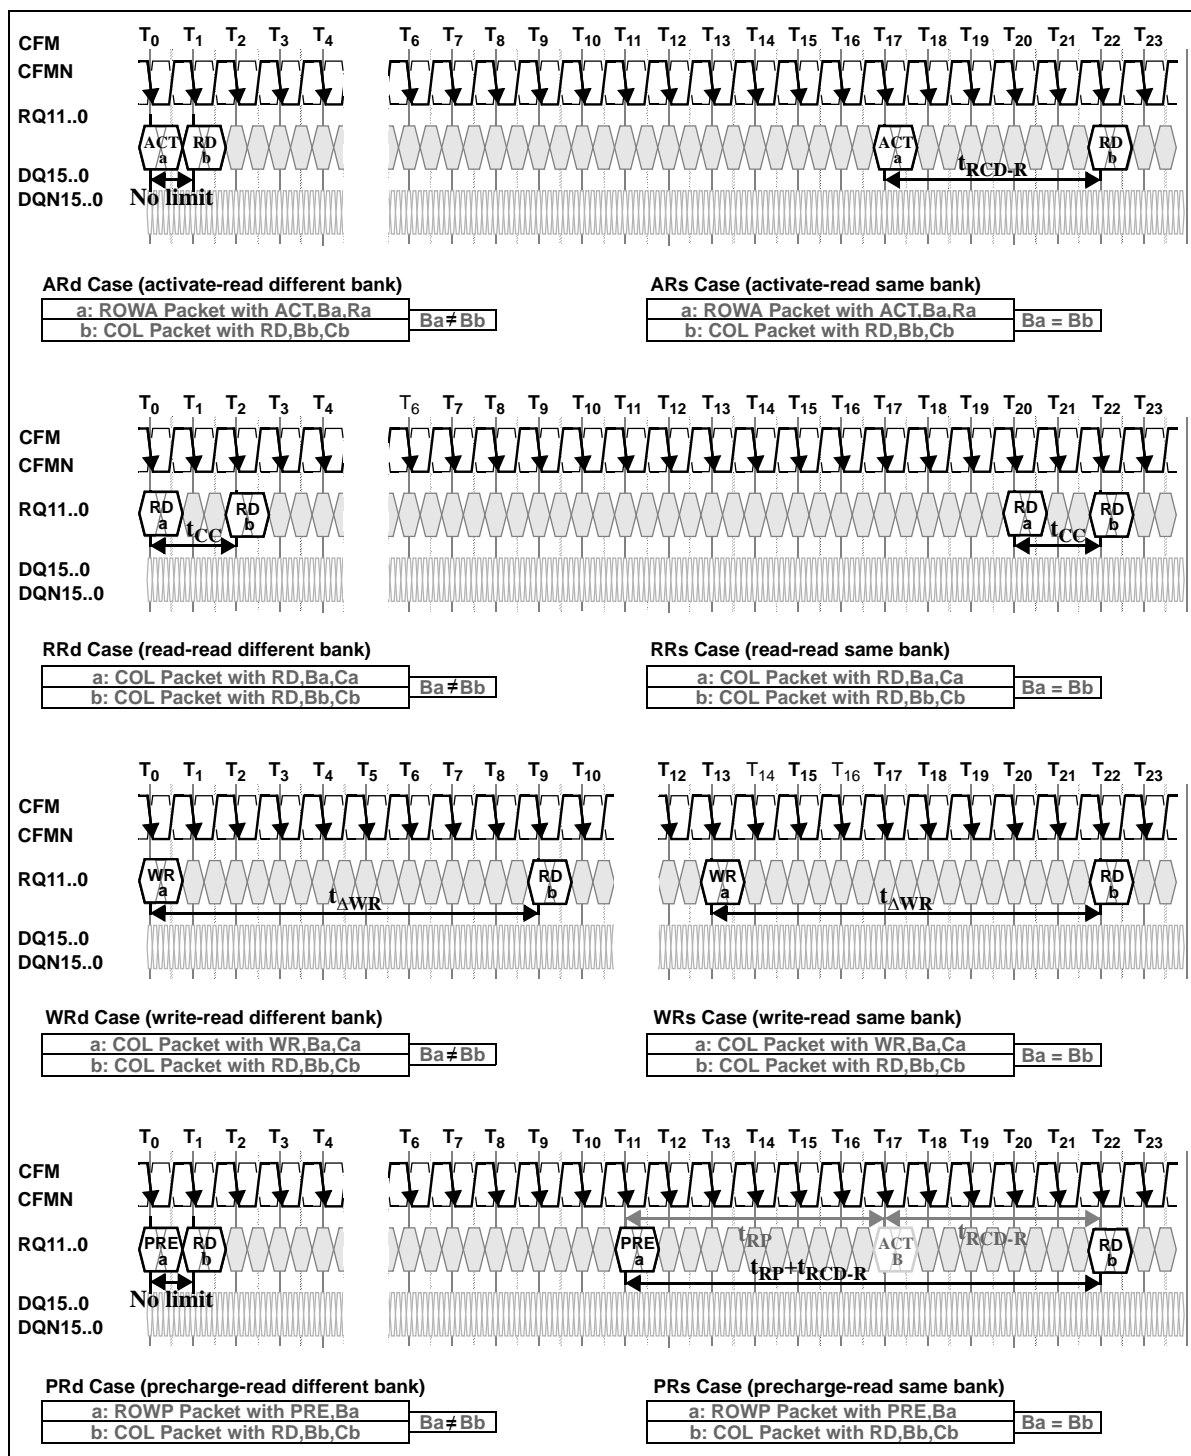 T0 T1 T2 T3 T4 T6 T7 T8 T9 T10 T11 T12 T13 T14 T15 T16 T17 T18 T19 T20 T21 T22 T23
CFM
CFMN
RQ11..0
ACT a RD b ACT a RD b
tRCD-R
DQ15..0
No limit
DQN15..0
ARd Case (activate-read different bank) ARs Case (activate-read same bank)
a: ROWA Packet with ACT,Ba,Ra a: ROWA Packet with ACT,Ba,Ra
Ba≠Bb Ba = Bb
b: COL Packet with RD,Bb,Cb b: COL Packet with RD,Bb,Cb
T0 T1 T2 T3 T4 T6 T7 T8 T9 T10 T11 T12 T13 T14 T15 T16 T17 T18 T19 T20 T21 T22 T23
CFM
CFMN
RQ11..0
RD a RD b RD a RD b
tCC tCC
DQ15..0
DQN15..0
RRd Case (read-read different bank) RRs Case (read-read same bank)
a: COL Packet with RD,Ba,Ca a: COL Packet with RD,Ba,Ca
Ba≠Bb Ba = Bb
b: COL Packet with RD,Bb,Cb b: COL Packet with RD,Bb,Cb
T0 T1 T2 T3 T4 T5 T6 T7 T8 T9 T10 T12 T13 T14 T15 T16 T17 T18 T19 T20 T21 T22 T23
CFM
CFMN
RQ11..0
WR a RD b WR a RD b
tΔWR tΔWR
DQ15..0
DQN15..0
WRd Case (write-read different bank) WRs Case (write-read same bank)
a: COL Packet with WR,Ba,Ca a: COL Packet with WR,Ba,Ca
Ba≠Bb Ba = Bb
b: COL Packet with RD,Bb,Cb b: COL Packet with RD,Bb,Cb
T0 T1 T2 T3 T4 T6 T7 T8 T9 T10 T11 T12 T13 T14 T15 T16 T17 T18 T19 T20 T21 T22 T23
CFM
CFMN
RQ11..0
PRE a RD b PRE a tRP ACT B tRCD-R RD b
tRP+tRCD-R
No limit
DQ15..0
DQN15..0
PRd Case (precharge-read different bank) PRs Case (precharge-read same bank)
a: ROWP Packet with PRE,Ba a: ROWP Packet with PRE,Ba
Ba≠Bb Ba = Bb
b: COL Packet with RD,Bb,Cb b: COL Packet with RD,Bb,Cb